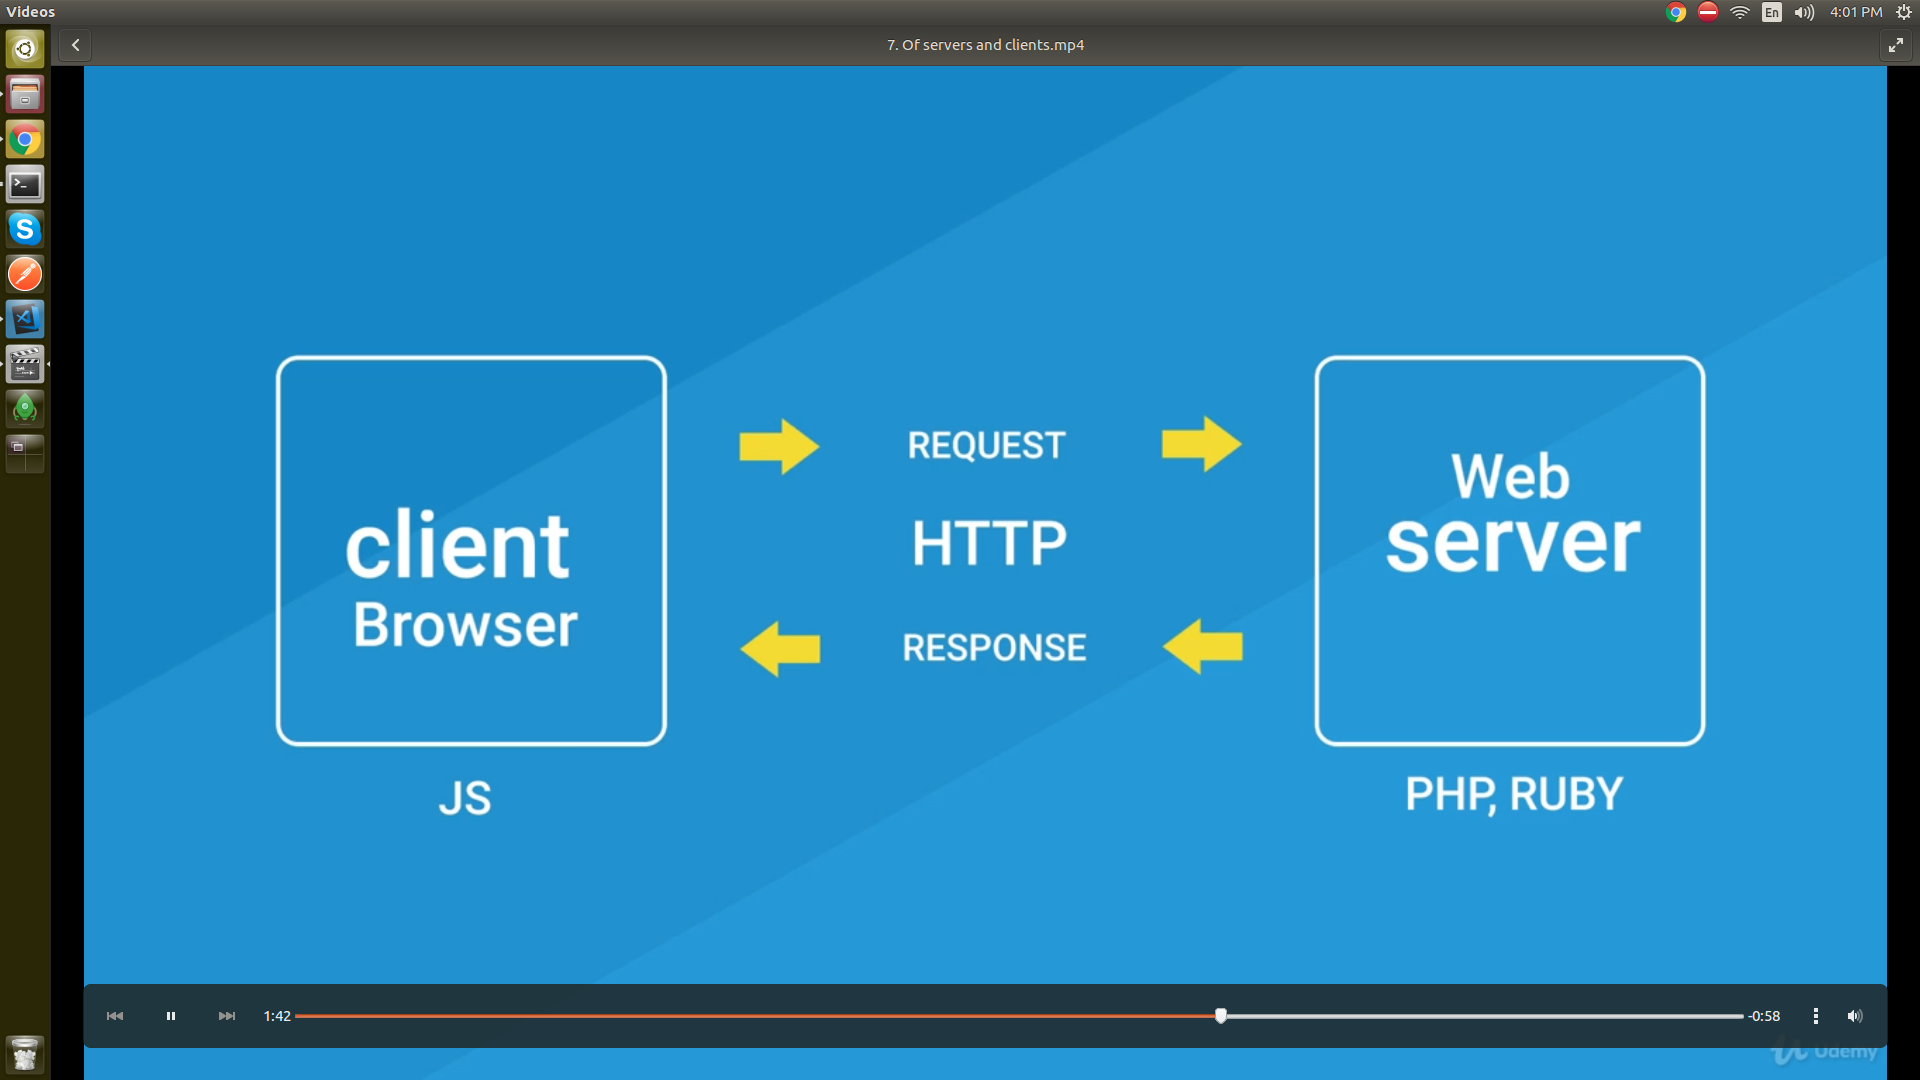 Videos
En
4:01 PM
7. Of servers and clients.mp4
S
REQUEST
HTTP
RESPONSE
client
Browser
JS
Web
server
PHP, RUBY
1:42
-0:58
Udemy